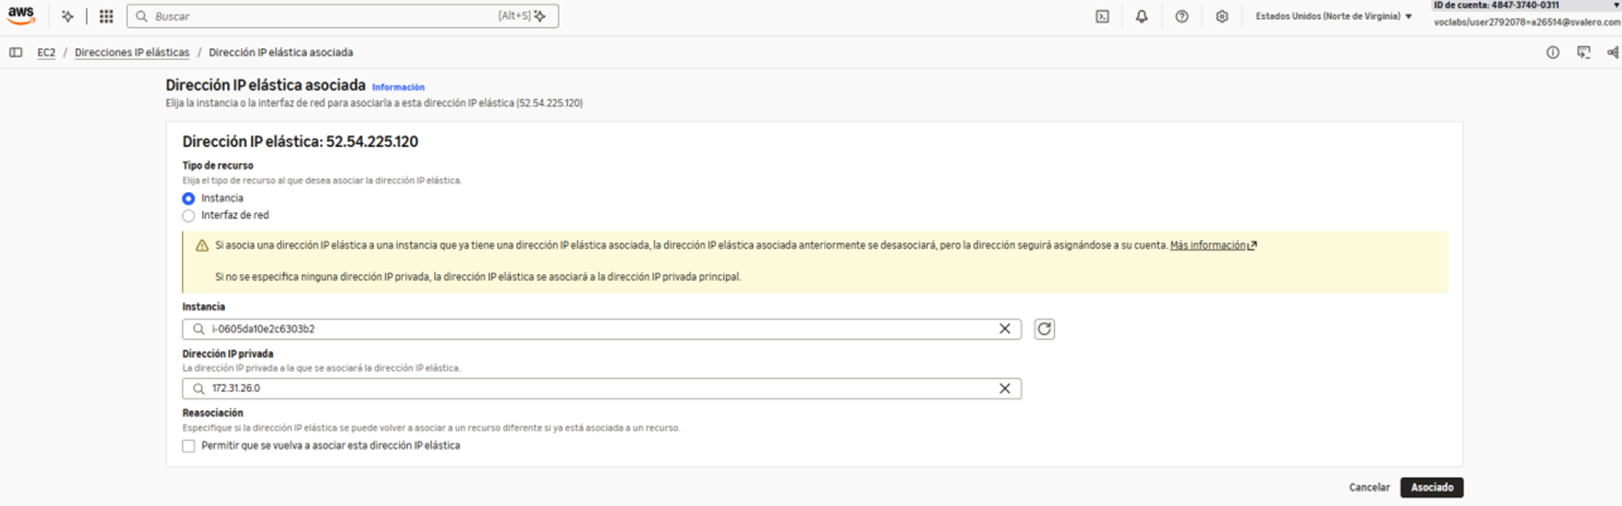 aws
Buscar
[Alt+S]
Estados Unidos (Norte de Virginia)
ID de cuenta: 4847-3740-0311
voclabs/user2792078=a26514@svalero.com
EC2 / Direcciones IP elásticas / Dirección IP elástica asociada
Dirección IP elástica asociada Información
Elija la instancia o la interfaz de red para asociarla a esta dirección IP elástica (52.54.225.120)
Dirección IP elástica: 52.54.225.120
Tipo de recurso
Elija el tipo de recurso al que desea asociar la dirección IP elástica.
Instancia
Interfaz de red
Si asocia una dirección IP elástica a una instancia que ya tiene una dirección IP elástica asociada, la dirección IP elástica asociada anteriormente se desasociará, pero la dirección seguirá asignándose a su cuenta. Más información
Si no se especifica ninguna dirección IP privada, la dirección IP elástica se asociará a la dirección IP privada principal.
Instancia
i-0605da10e2c6303b2
Dirección IP privada
La dirección IP privada a la que se asociará la dirección IP elástica.
172.31.26.0
Reasociación
Especifique si la dirección IP elástica se puede volver a asociar a un recurso diferente si ya está asociada a un recurso.
Permitir que se vuelva a asociar esta dirección IP elástica
Cancelar
Asociado